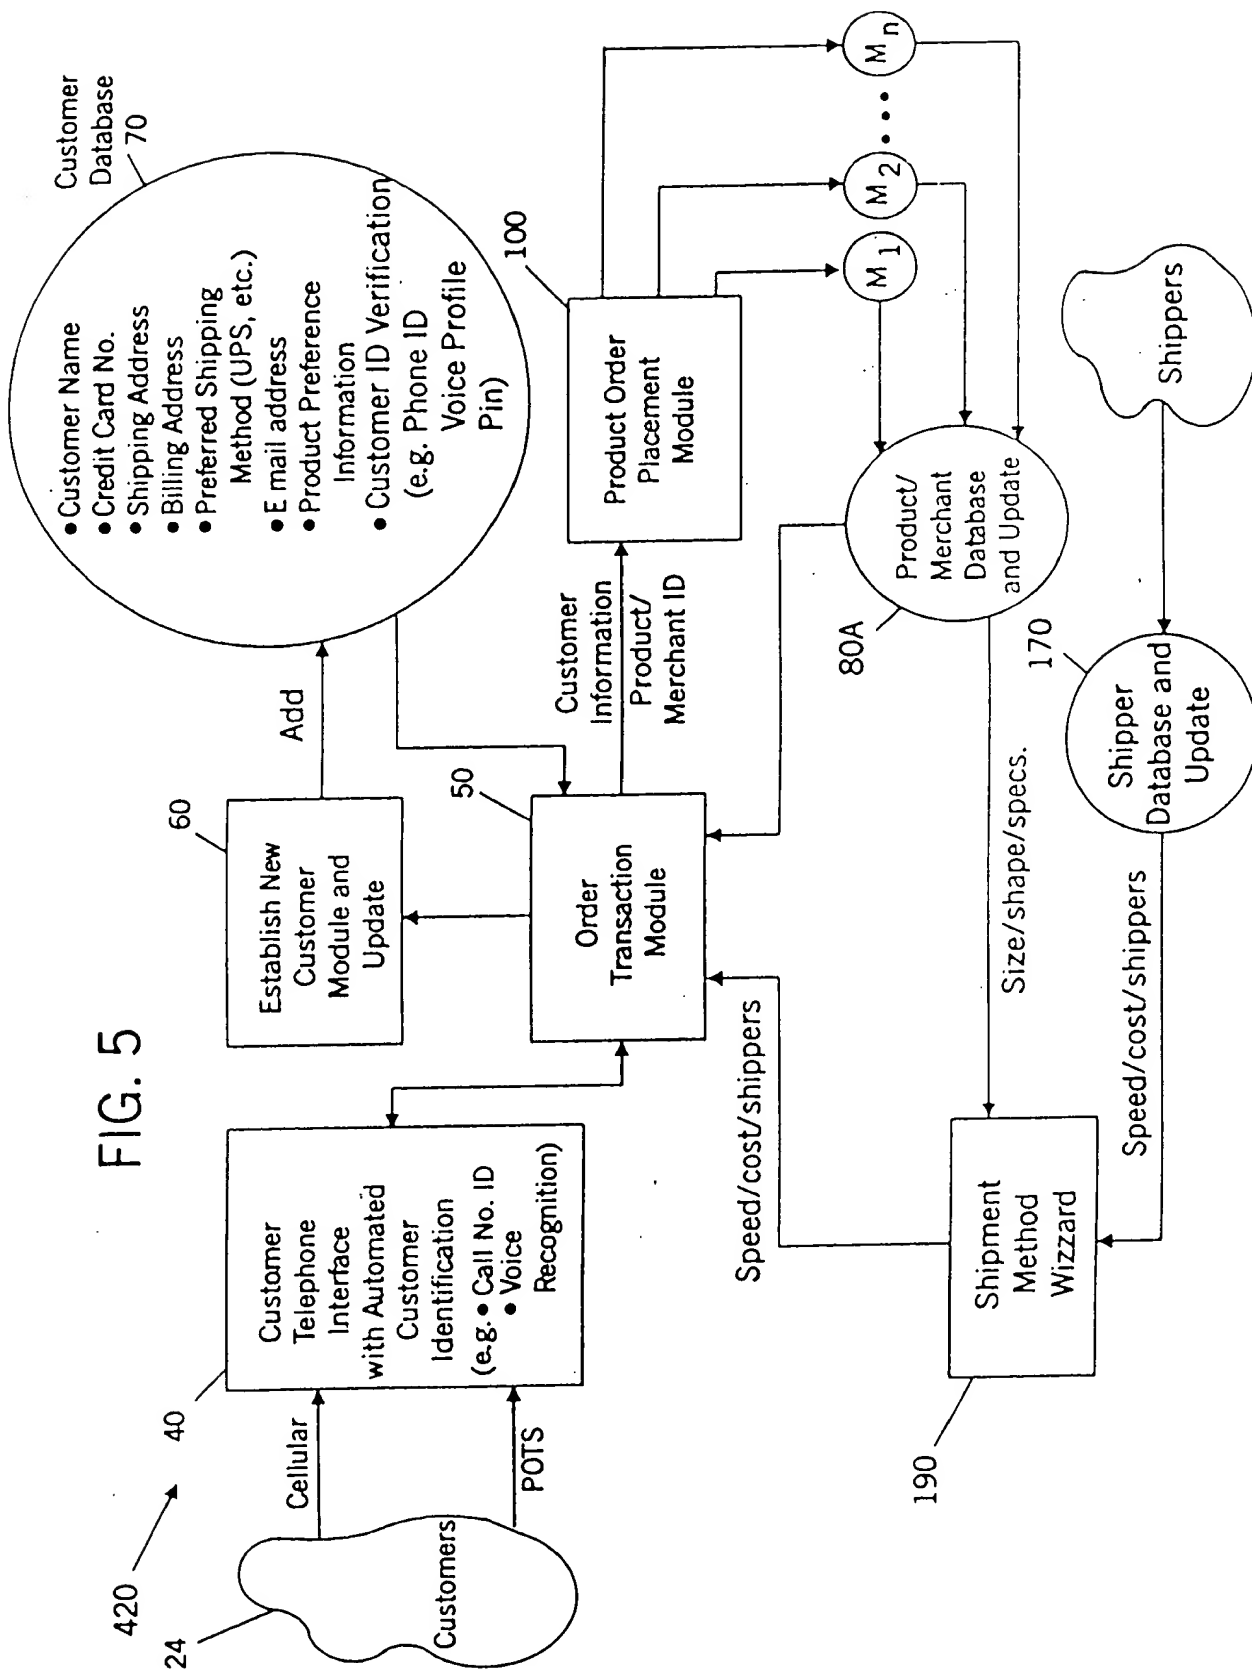 FIG. 5
420
24
Customers
Cellular
POTS
40
Customer
Telephone
Interface
with Automated
Customer
Identification
(e.g. • Call No. ID
• Voice
Recognition)
60
Establish New
Customer
Module and
Update
Add
Customer
Database
70
• Customer Name
• Credit Card No.
• Shipping Address
• Billing Address
• Preferred Shipping
Method (UPS, etc.)
• E mail address
• Product Preference
Information
• Customer ID Verification
(e.g. Phone ID
Voice Profile
Pin)
50
Order
Transaction
Module
Customer
Information
Product/
Merchant ID
100
Product Order
Placement
Module
M1
M2
• • • •
Mn
80A
Product/
Merchant
Database
and Update
Speed/cost/shippers
Size/shape/specs.
190
Shipment
Method
Wizzard
Speed/cost/shippers
170
Shipper
Database and
Update
Shippers